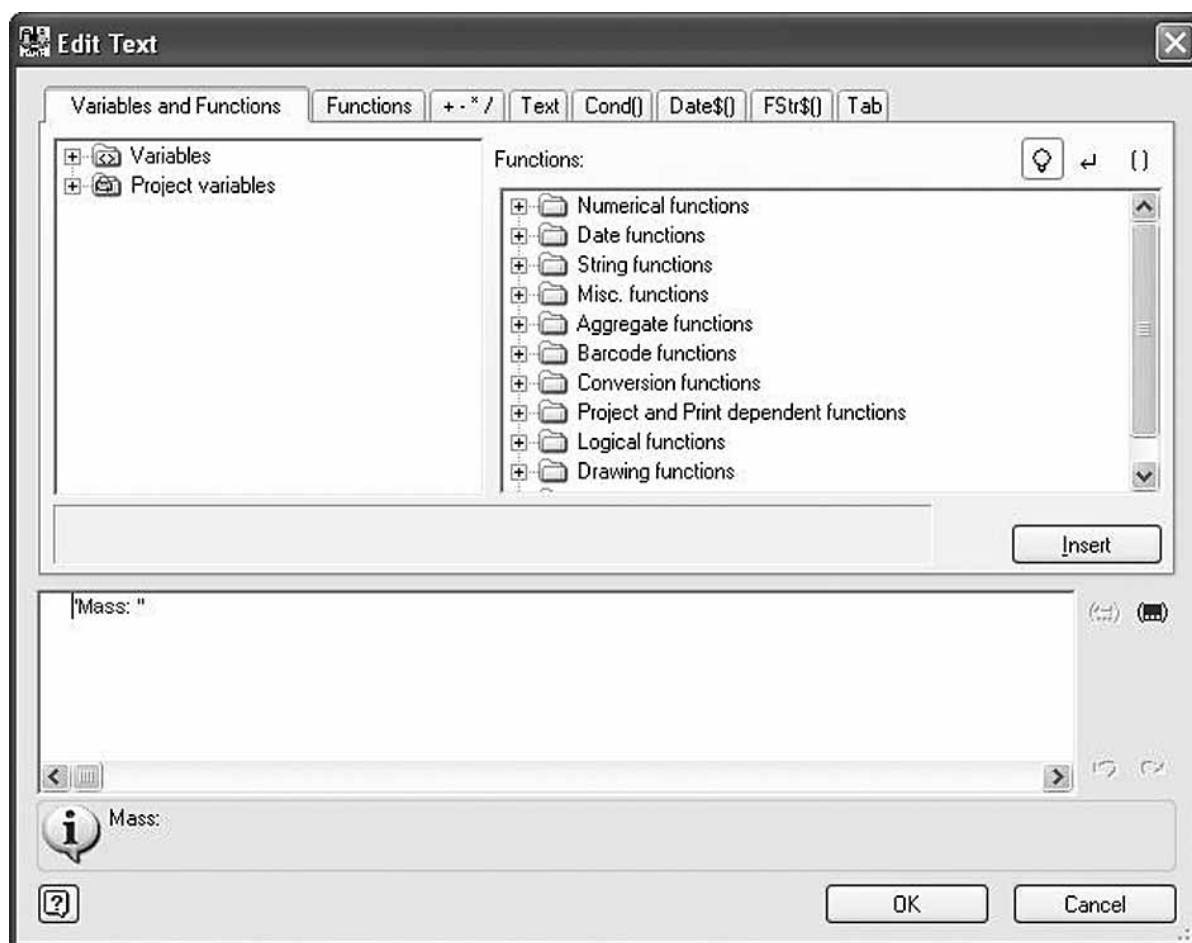 Edit Text
Variables and Functions Functions + - * / Text Cond() Date$() FStr$() Tab
Variables
Project variables
Functions:
Numerical functions
Date functions
String functions
Misc. functions
Aggregate functions
Barcode functions
Conversion functions
Project and Print dependent functions
Logical functions
Drawing functions
Insert
"Mass: "
Mass:
OK Cancel